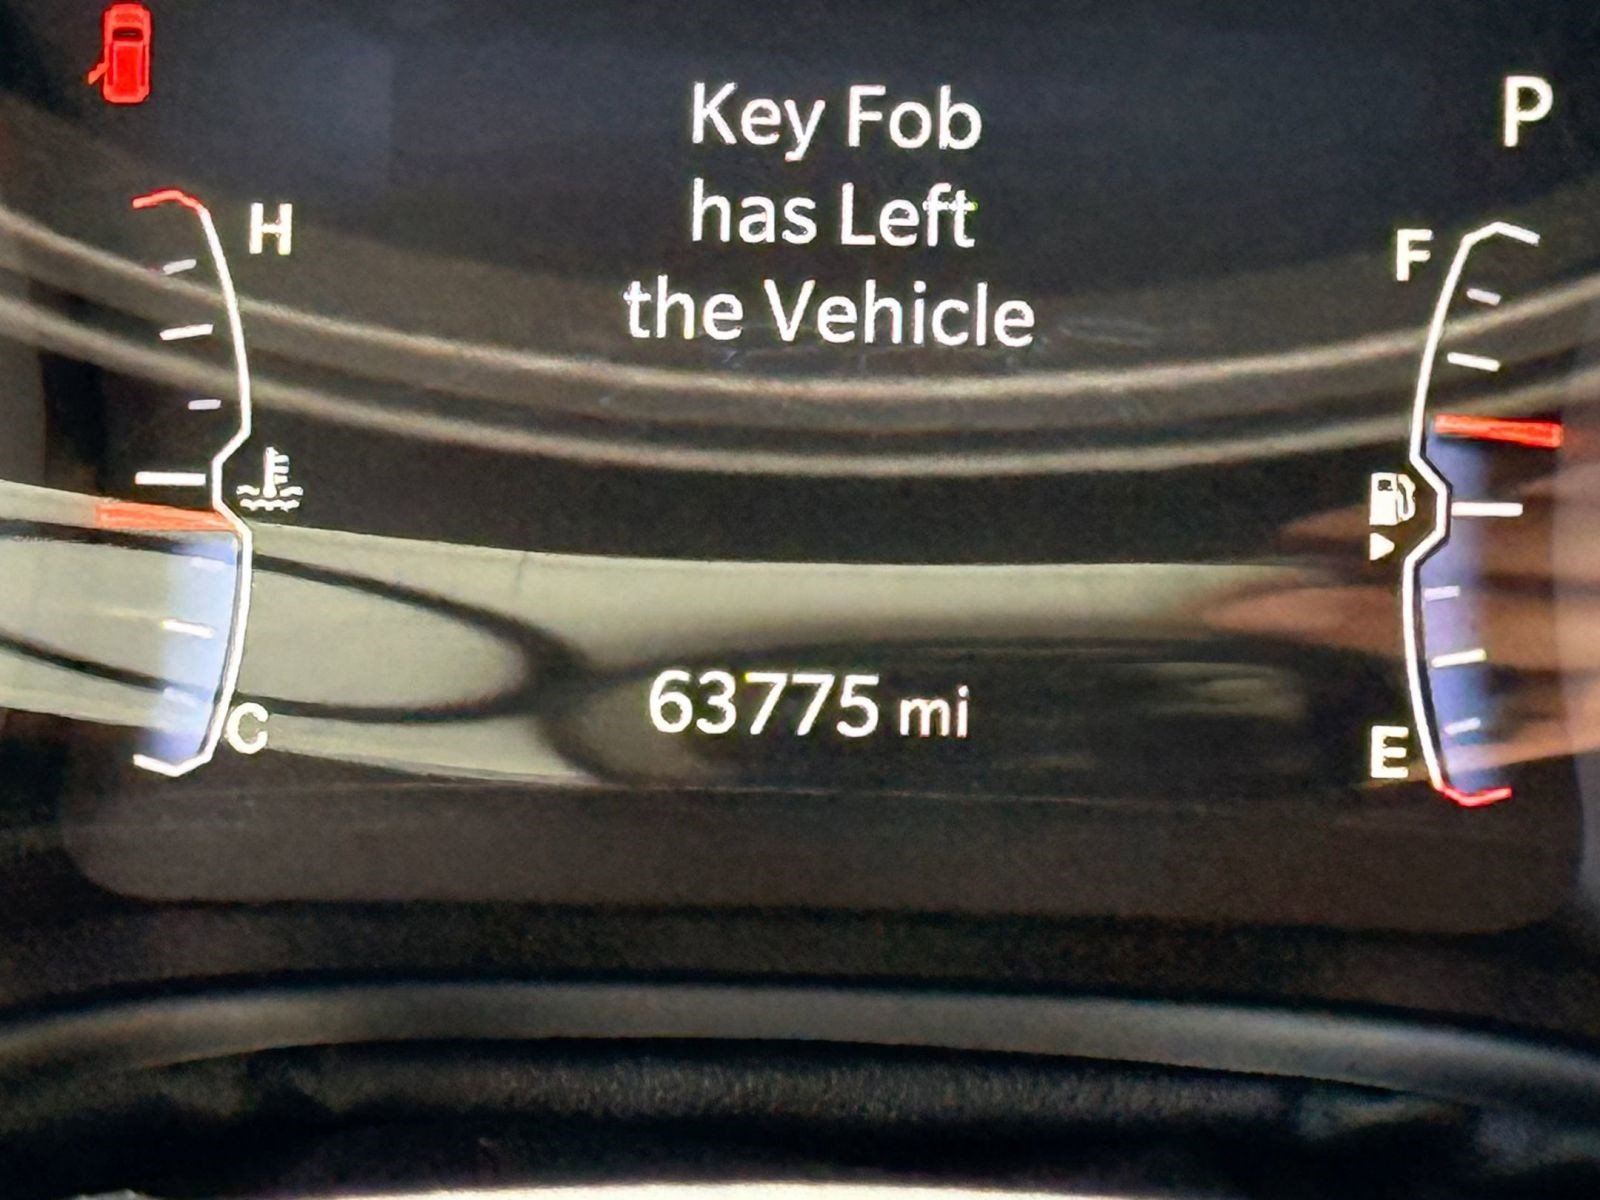 Key Fob
has Left
the Vehicle
P
H
F
C
E
63775 mi